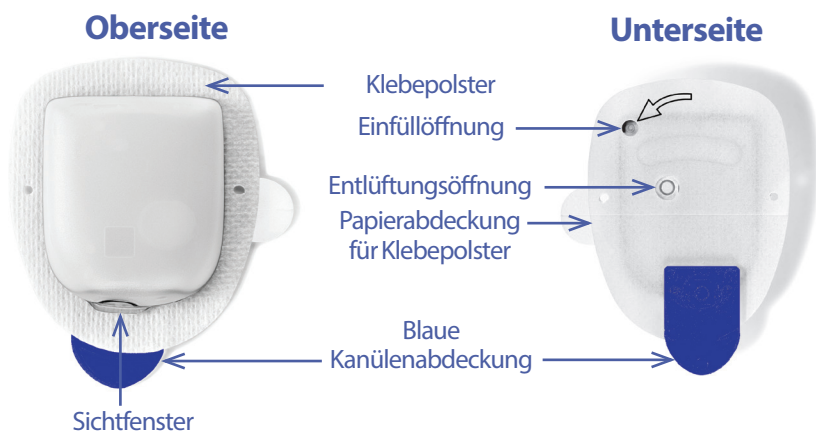 Oberseite
Unterseite
Klebepolster
Einfüllöffnung
Entlüftungsöffnung
Papierabdeckung
für Klebepolster
Blaue
Kanülenabdeckung
Sichtfenster